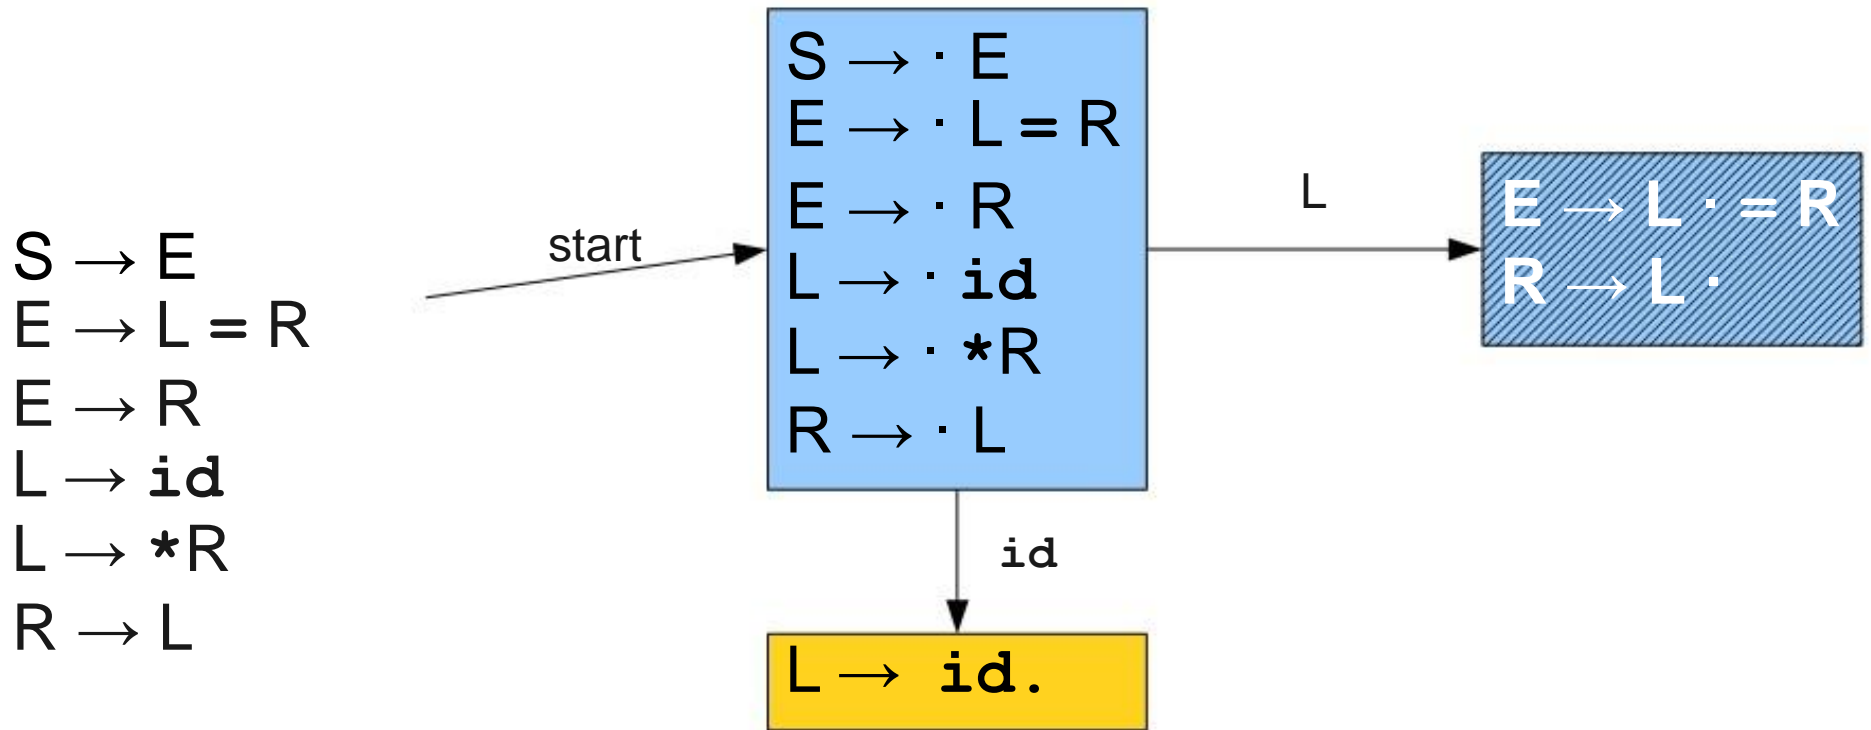 S → E
E → L = R
E → R
L → id
L → *R
R → L
start
S → · E
E → · L = R
E → · R
L → · id
L → · *R
R → · L
L
E → L · = R
R → L ·
id
L → id.